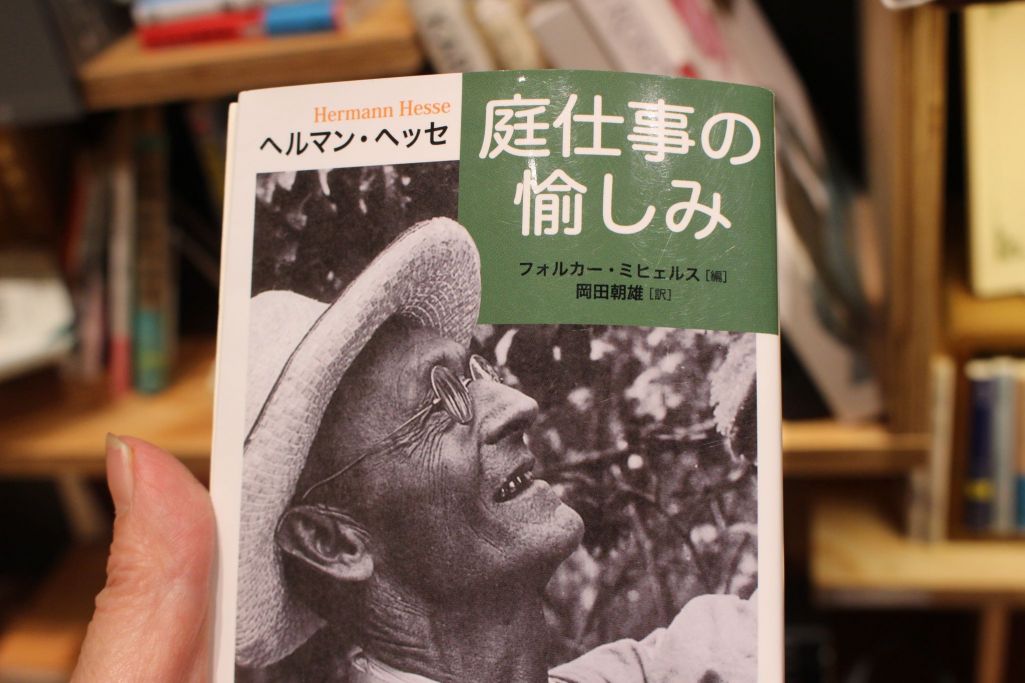 Hermann Hesse
ヘルマン・ヘッセ
庭仕事の
愉しみ
フォルカー・ミヒェルス[編]
岡田朝雄[訳]